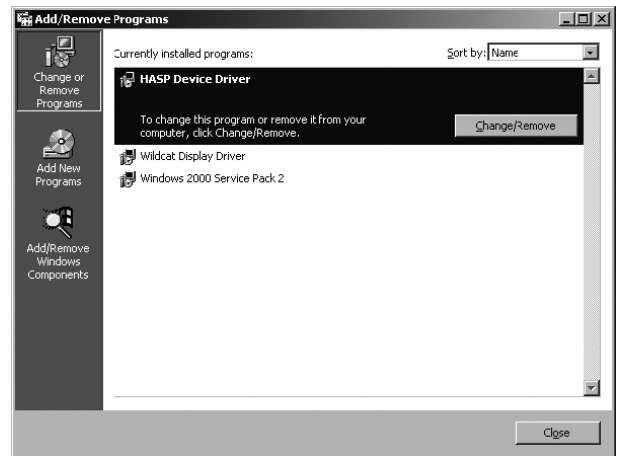 Add/Remove Programs
Change or
Remove
Programs
Add New
Programs
Add/Remove
Windows
Components
Currently installed programs:
Sort by: Name
HASP Device Driver
To change this program or remove it from your
computer, click Change/Remove.
Change/Remove
Wildcat Display Driver
Windows 2000 Service Pack 2
Close